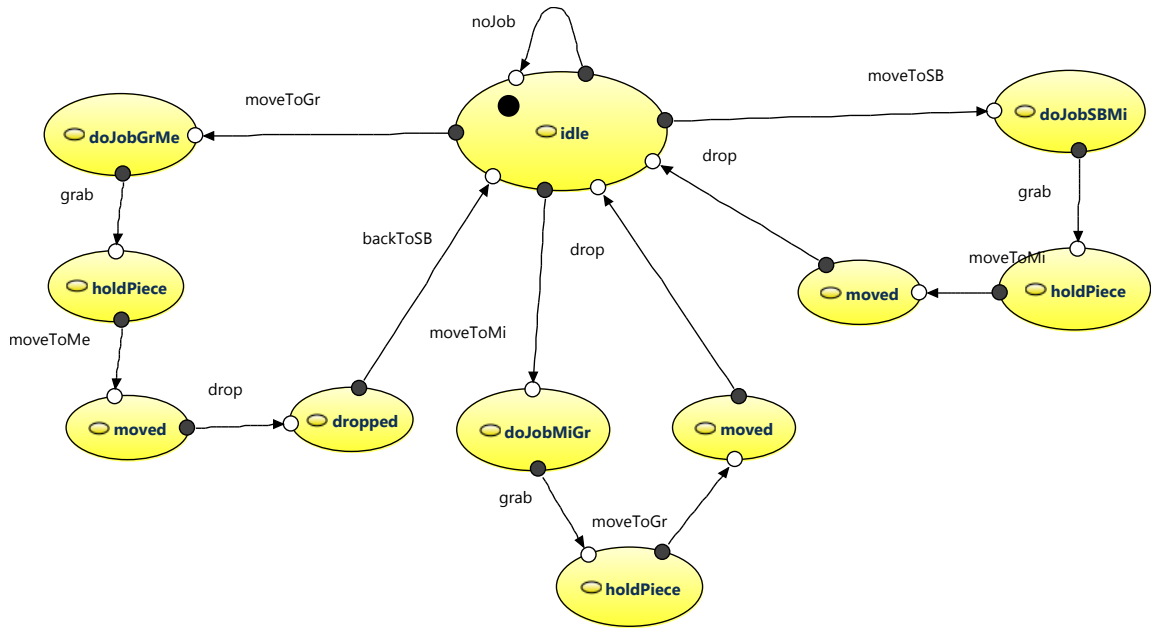 noJob
moveToSB
moveToGr
idle
doJobSBMi
doJobGrMe
drop
grab
grab
backToSB
drop
moveToMi
holdPiece
moved
holdPiece
moveToMe
moveToMi
drop
moved
dropped
doJobMiGr
moved
grab
moveToGr
holdPiece